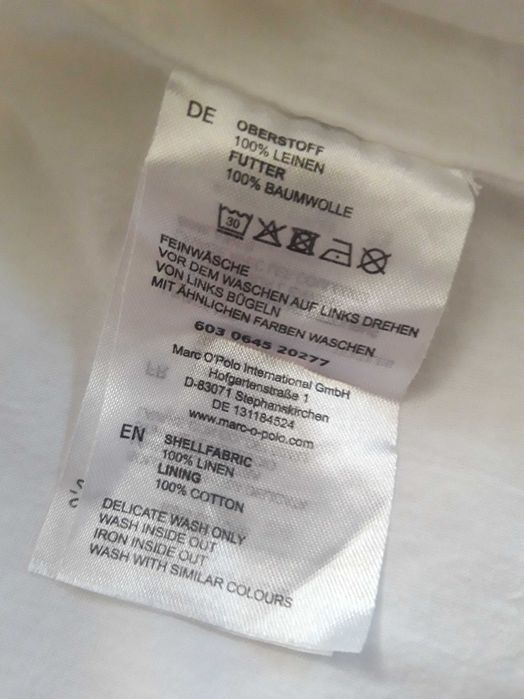 DE
OBERSTOFF
100% LEINEN
FUTTER
100% BAUMWOLLE
30
FEINWÄSCHE
VOR DEM WASCHEN AUF LINKS DREHEN
VON LINKS BÜGELN
MIT ÄHNLICHEN FARBEN WASCHEN
603 0645 20277
Marc O'Polo International GmbH
Hofgartenstraße 1
D-83071 Stephanskirchen
DE 131184524
www.marc-o-polo.com
EN
SHELLFABRIC
100% LINEN
LINING
100% COTTON
DELICATE WASH ONLY
WASH INSIDE OUT
IRON INSIDE OUT
WASH WITH SIMILAR COLOURS